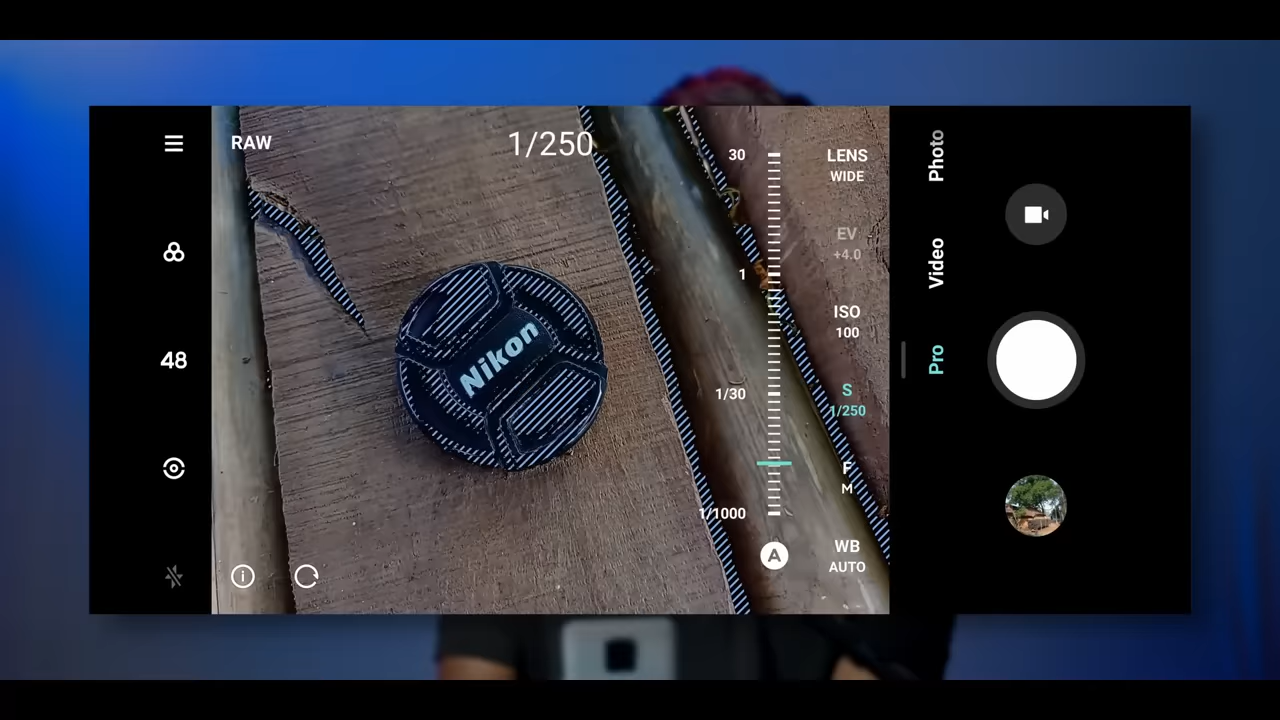 RAW
1/250
48
30
1
1/30
1/1000
A
LENS
WIDE
EV
+4.0
ISO
100
S
1/250
F
M
WB
AUTO
Nikon
Photo
Video
Pro